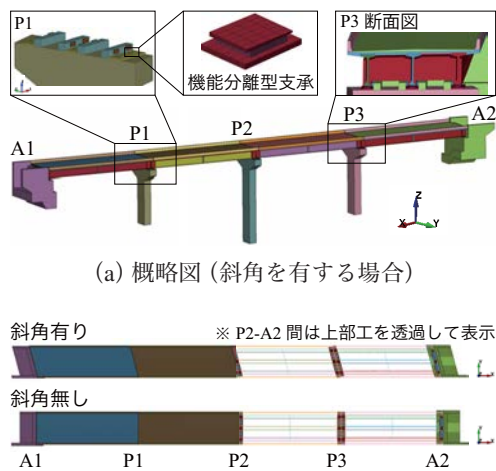 P1
P3 断面図
機能分離型支承
A1
P1
P2
P3
A2
Z
X
Y
(a) 概略図 (斜角を有する場合)
斜角有り
※ P2-A2 間は上部工を透過して表示
斜角無し
A1 P1 P2 P3 A2